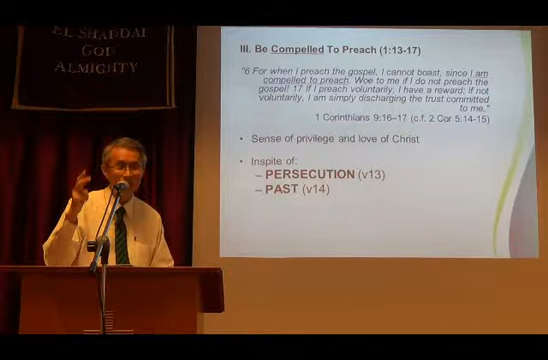 EL SHADDAI
GOD
ALMIGHTY
III. Be Compelled To Preach (1:13-17)
"6 For when I preach the gospel, I cannot boast, since I am
compelled to preach. Woe to me if I do not preach the
gospel! 17 If I preach voluntarily, I have a reward; if not
voluntarily, I am simply discharging the trust committed
to me."
1 Corinthians 9:16–17 (c.f. 2 Cor 5:14-15)
• Sense of privilege and love of Christ
• Inspite of:
– PERSECUTION (v13)
– PAST (v14)